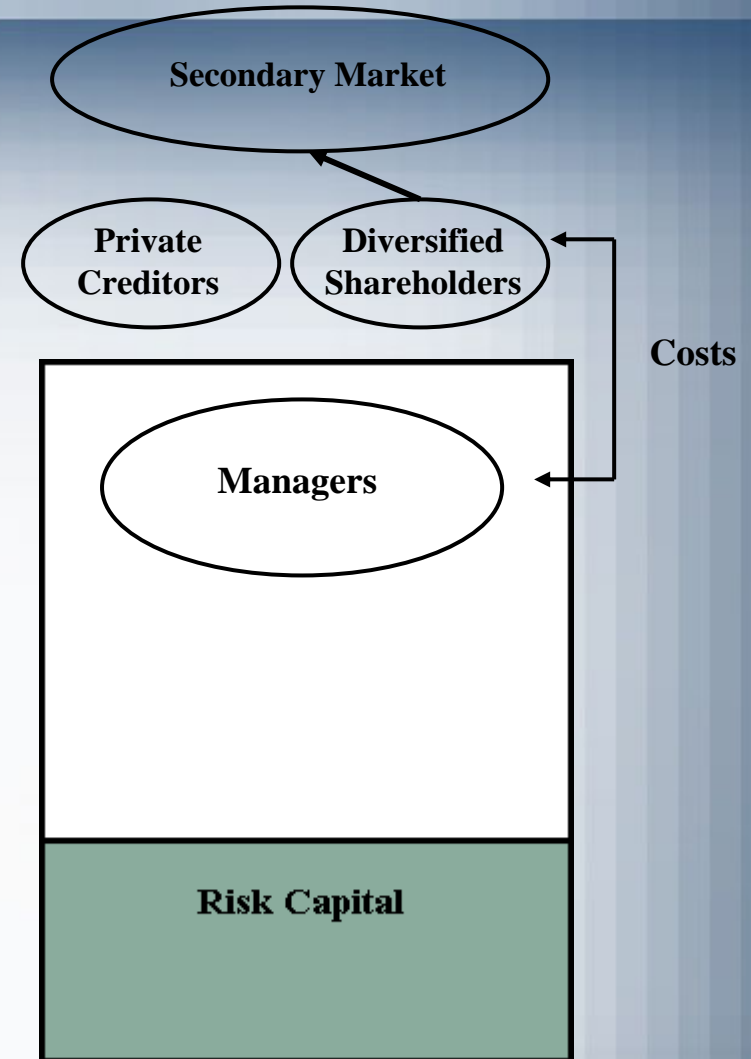 Secondary Market
Private
Creditors
Diversified
Shareholders
Costs
Managers
Risk Capital